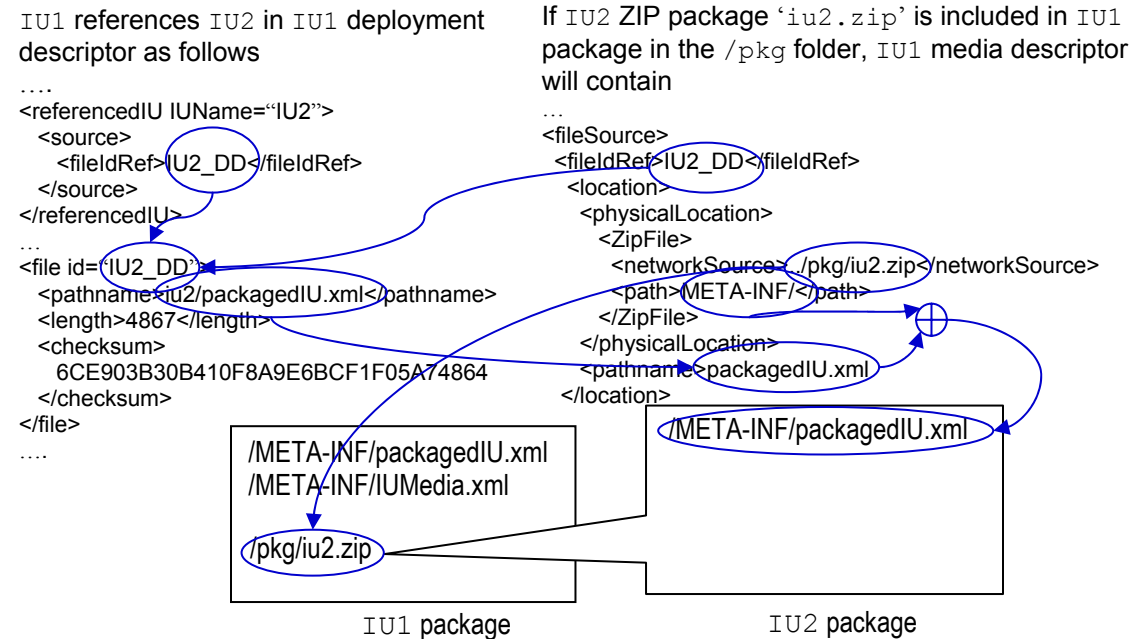 IU1 references IU2 in IU1 deployment
descriptor as follows
….
<referencedIU IUName=“IU2”>
<source>
<fileIdRef>IU2_DD</fileIdRef>
</source>
</referencedIU>
…
<file id=“IU2_DD”>
<pathname>iu2/packagedIU.xml</pathname>
<length>4867</length>
<checksum>
6CE903B30B410F8A9E6BCF1F05A74864
</checksum>
</file>
….
If IU2 ZIP package ‘iu2.zip’ is included in IU1
package in the /pkg folder, IU1 media descriptor
will contain
…
<fileSource>
<fileIdRef>IU2_DD</fileIdRef>
<location>
<physicalLocation>
<ZipFile>
<networkSource>../pkg/iu2.zip</networkSource>
<path>META-INF/</path>
</ZipFile>
</physicalLocation>
<pathname>packagedIU.xml
</location>
/META-INF/packagedIU.xml
/META-INF/IUMedia.xml
/pkg/iu2.zip
IU1 package
/META-INF/packagedIU.xml
IU2 package